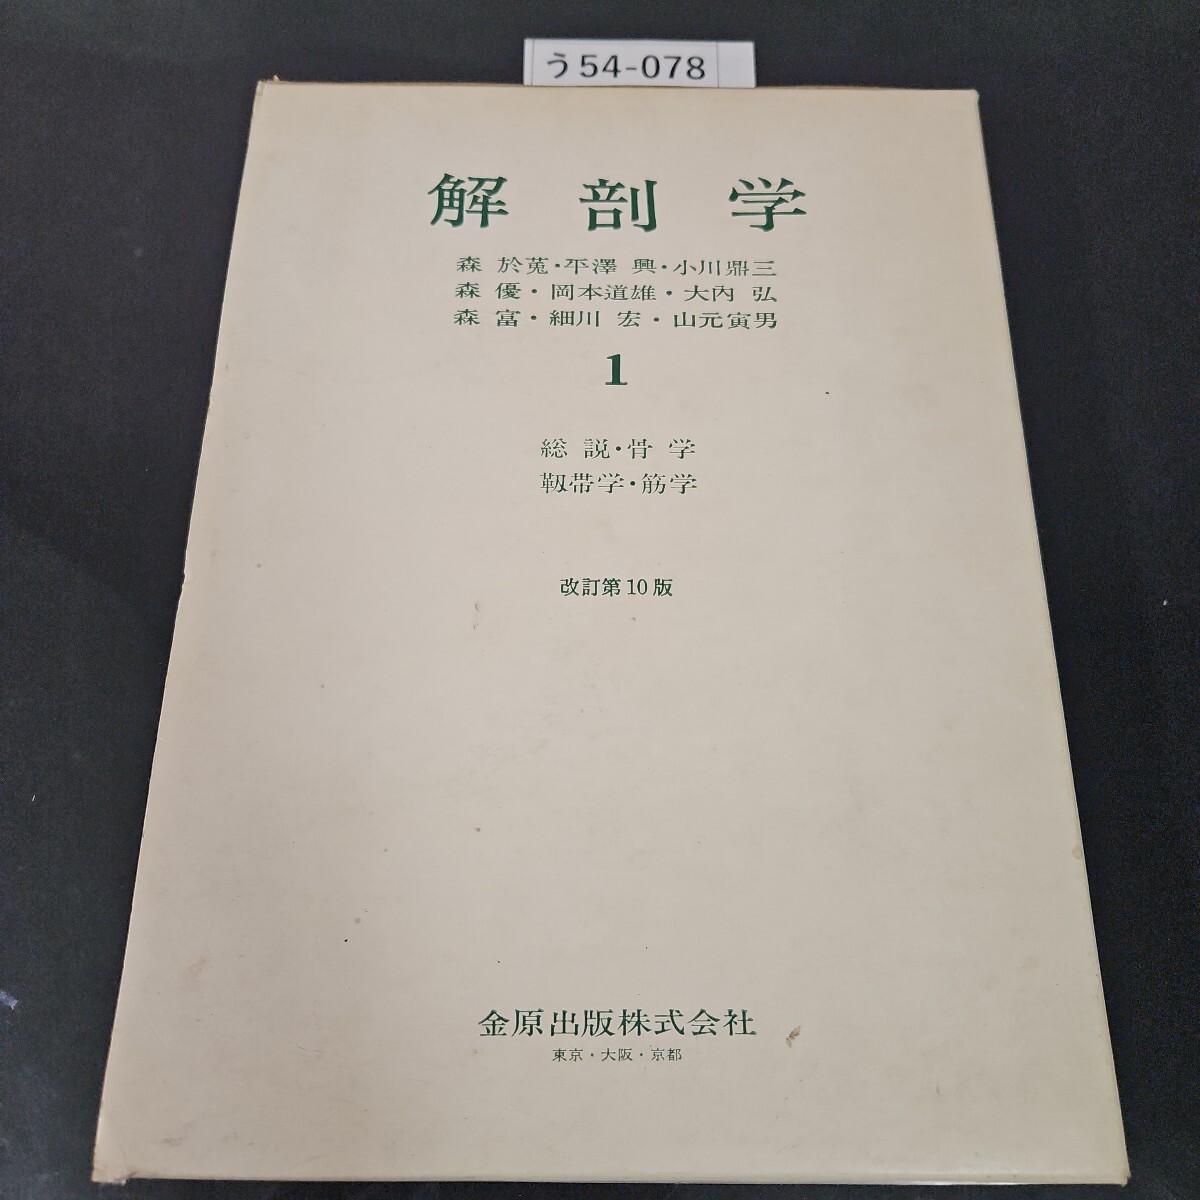 う54-078
解剖学
森 於菟・平澤 興・小川鼎三
森 優・岡本道雄・大内 弘
森 富・細川 宏・山元寅男
1
総説・骨学
靱帯学・筋学
改訂第10版
金原出版株式会社
東京・大阪・京都